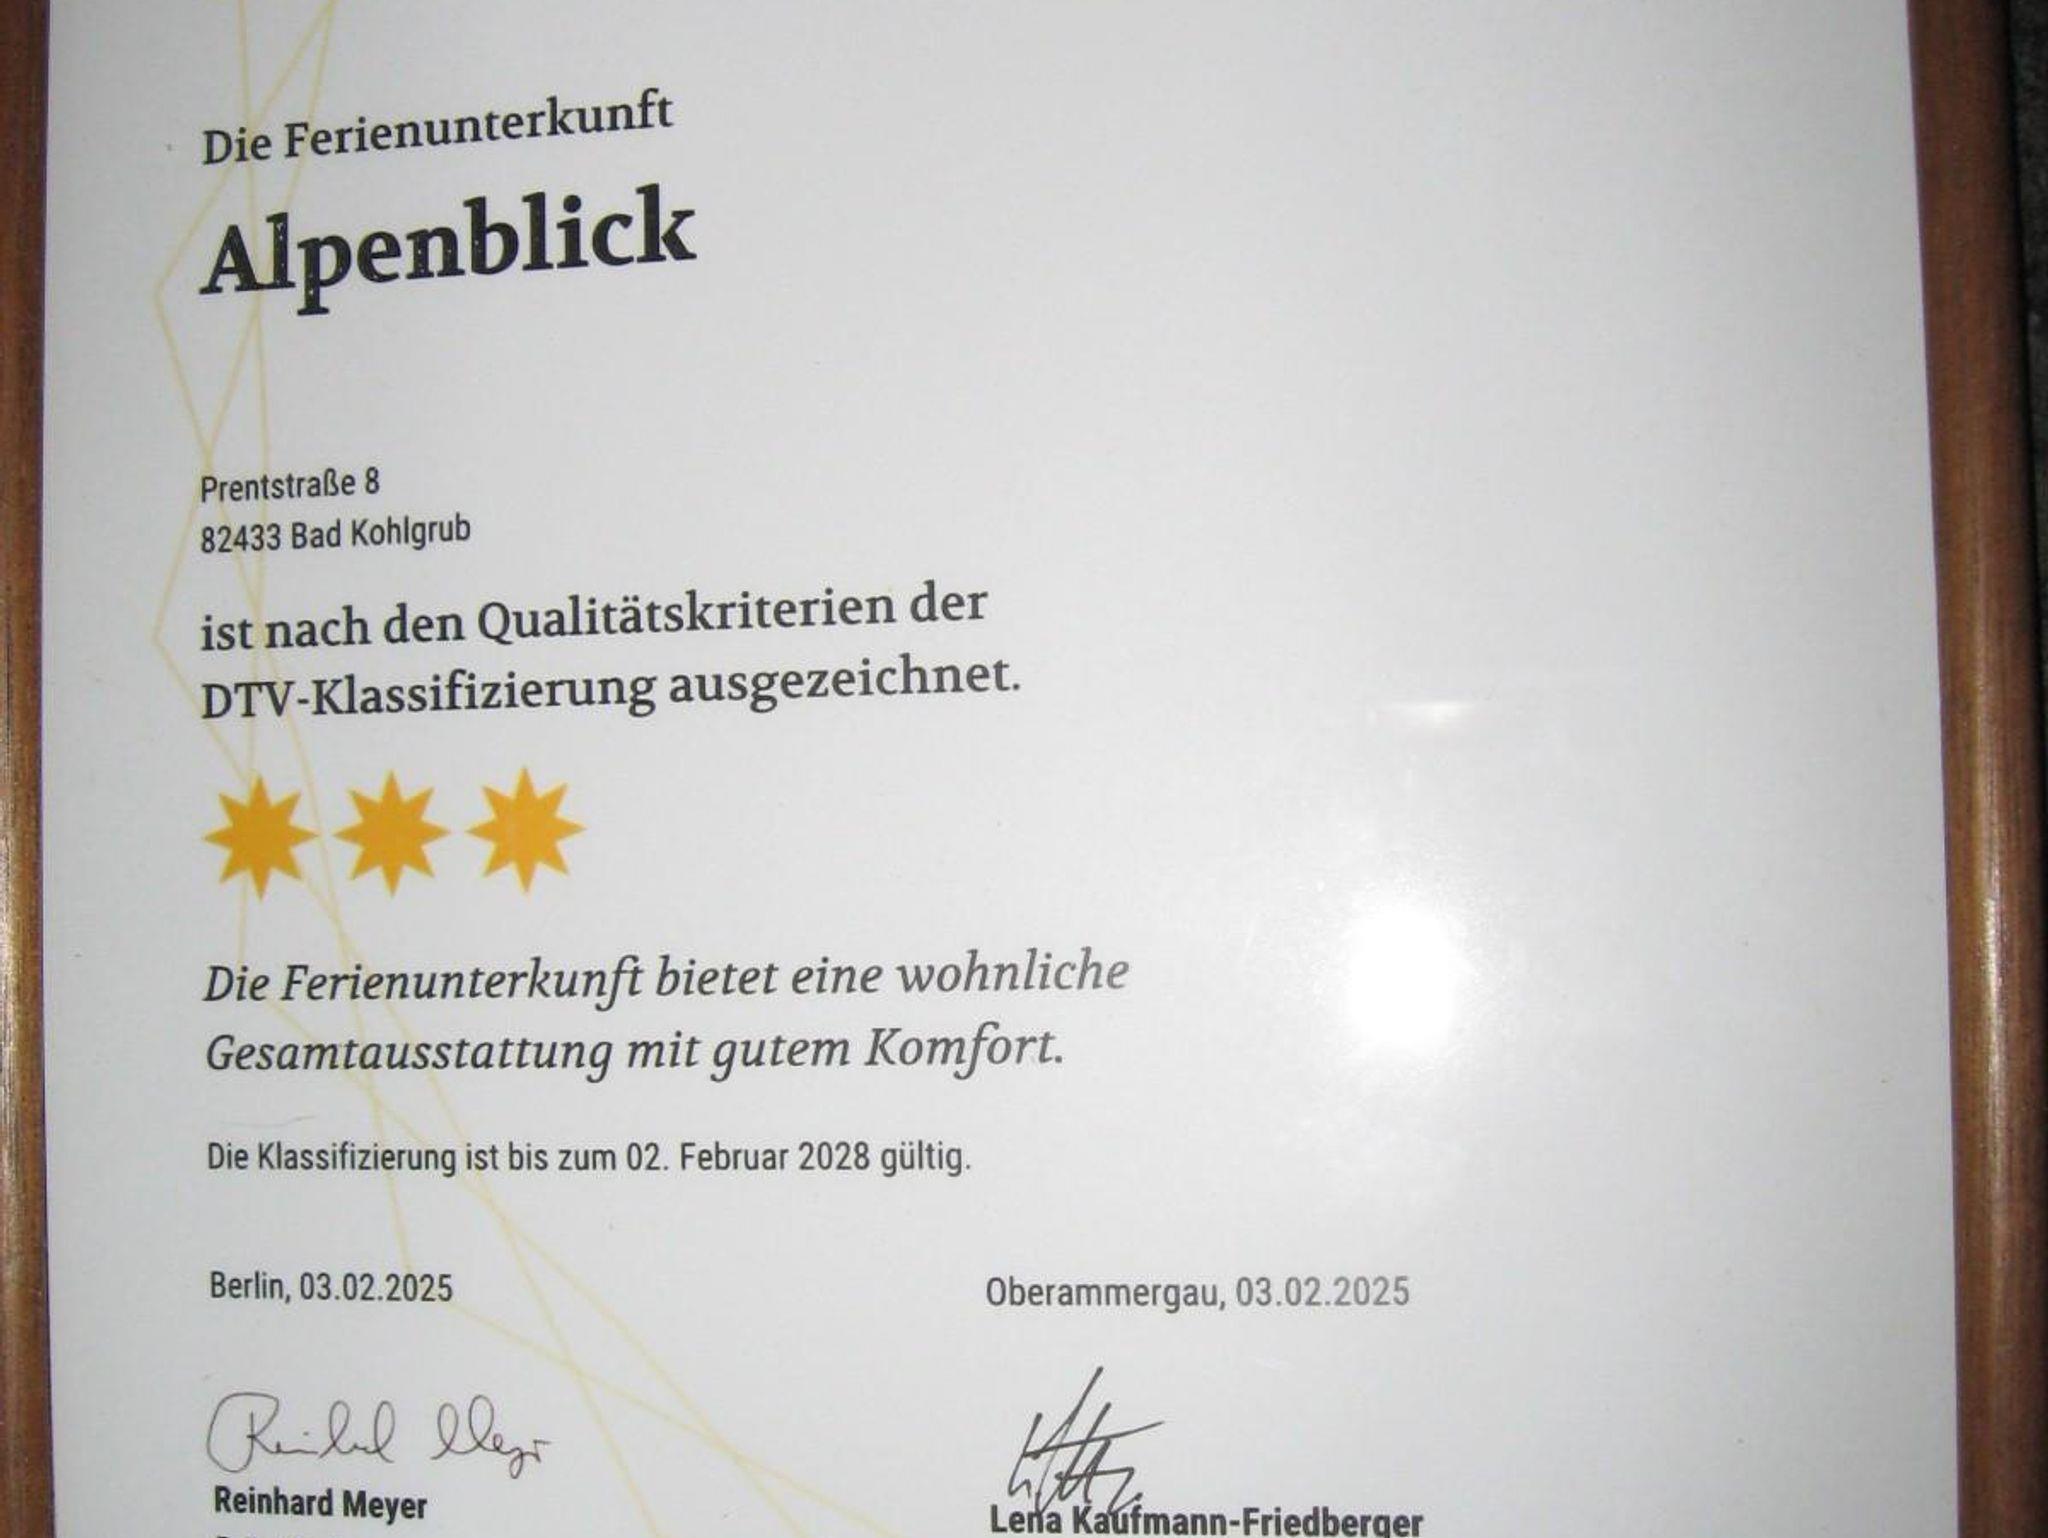 Die Ferienunterkunft
Alpenblick
Prentstraße 8
82433 Bad Kohlgrub
ist nach den Qualitätskriterien der
DTV-Klassifizierung ausgezeichnet.
Die Ferienunterkunft bietet eine wohnliche
Gesamtausstattung mit gutem Komfort.
Die Klassifizierung ist bis zum 02. Februar 2028 gültig.
Berlin, 03.02.2025
Oberammergau, 03.02.2025
Reinhard Meyer
Reinhard Meyer
Lena Kaufmann-Friedberger